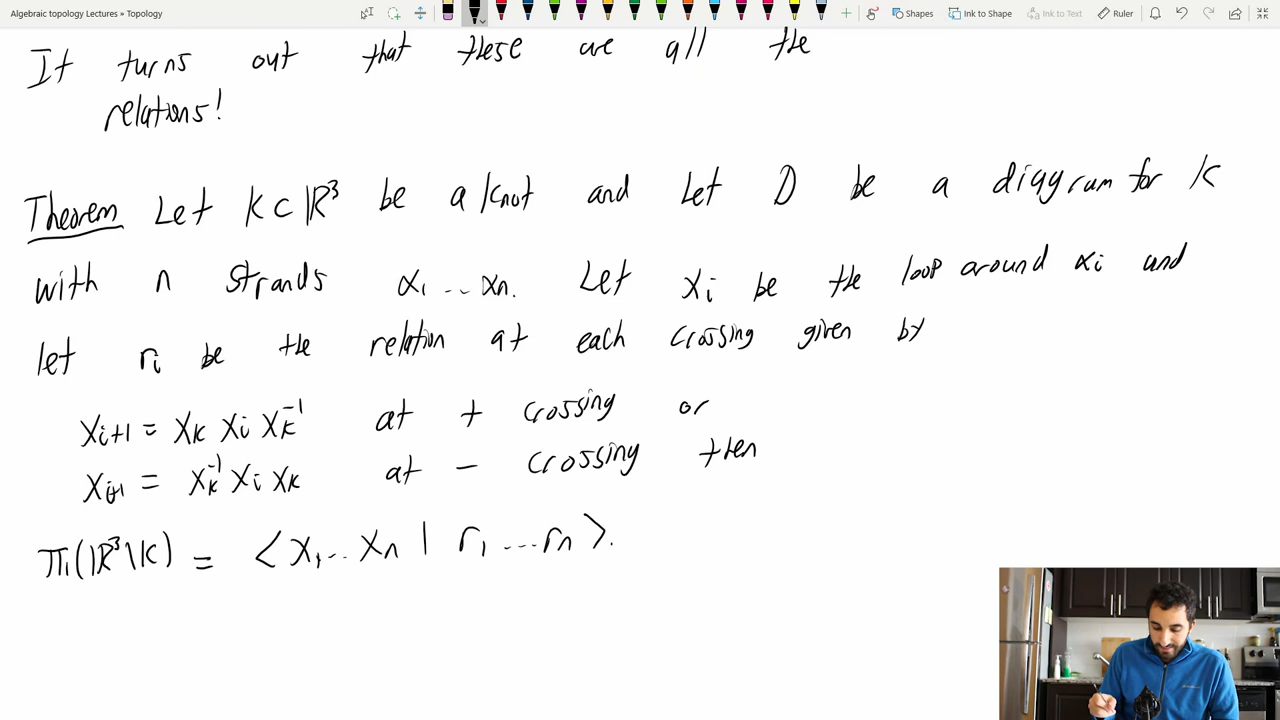 Algebraic topology Lectures » Topology
Shapes Ink to Shape Ink to Text Ruler
It turns out that these are all the
relations!
Theorem Let K ⊂ ℝ³ be a knot and Let D be a diagram for K
with n strands α₁ ... αₙ. Let xᵢ be the loop around αᵢ and
let rᵢ be the relation at each crossing given by
xᵢ₊₁ = xₖ xᵢ xₖ⁻¹ at + crossing or
xᵢ₊₁ = xₖ⁻¹ xᵢ xₖ at − crossing then
π₁(ℝ³\K) = ⟨x₁...xₙ | r₁...rₙ⟩.